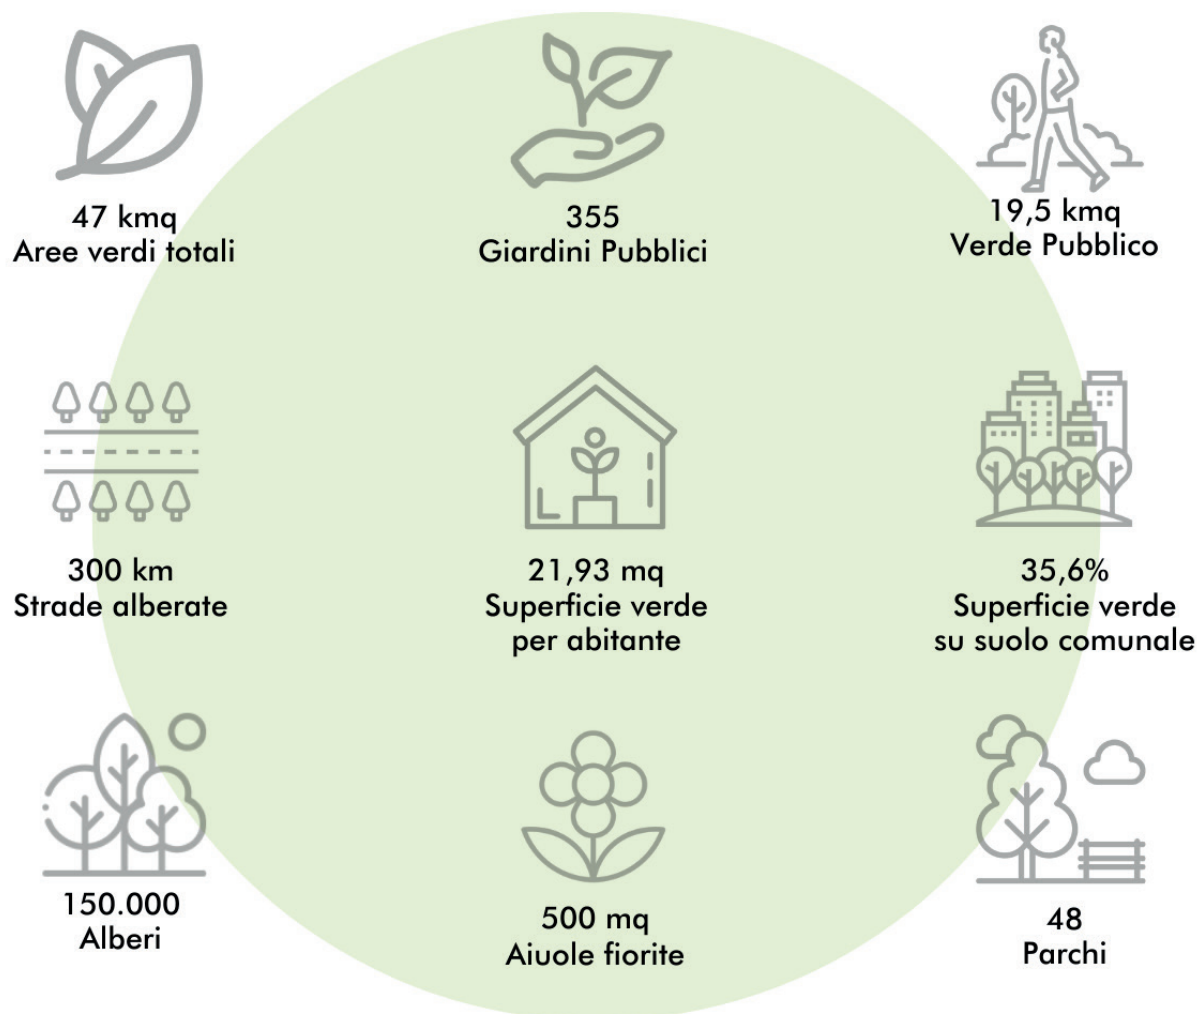 47 kmq
Aree verdi totali
355
Giardini Pubblici
19,5 kmq
Verde Pubblico
300 km
Strade alberate
21,93 mq
Superficie verde
per abitante
35,6%
Superficie verde
su suolo comunale
150.000
Alberi
500 mq
Aiuole fiorite
48
Parchi